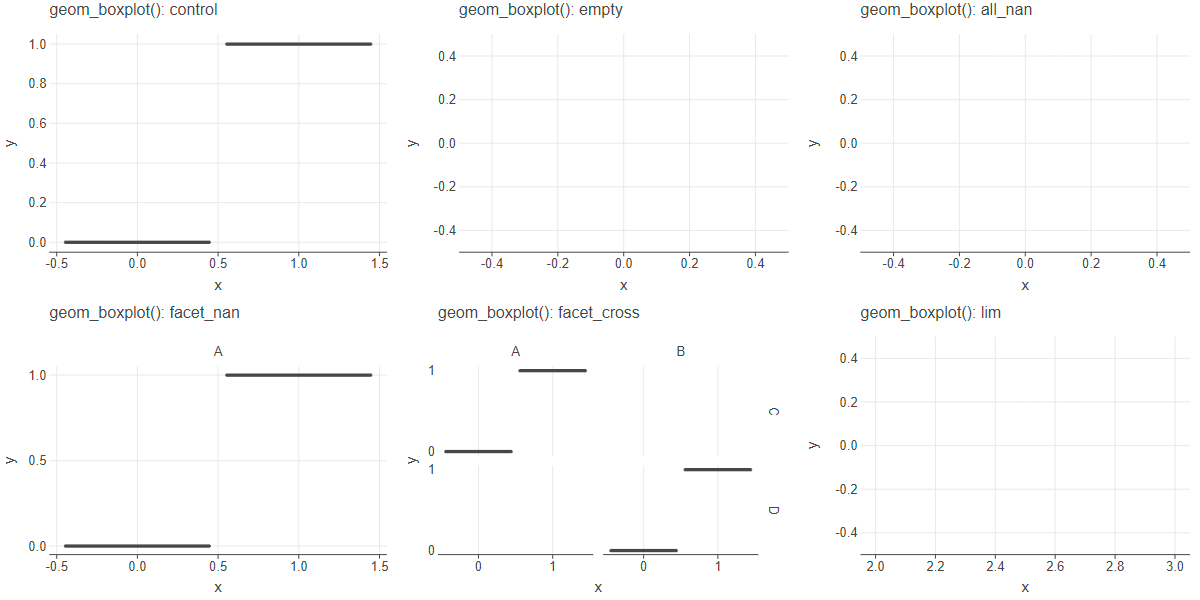 geom_boxplot(): control
1.0
0.8
0.6
0.4
0.2
0.0
y
-0.5 0.0 0.5 1.0 1.5
x
geom_boxplot(): empty
0.4
0.2
0.0
-0.2
-0.4
y
-0.4 -0.2 0.0 0.2 0.4
x
geom_boxplot(): all_nan
0.4
0.2
0.0
-0.2
-0.4
y
-0.4 -0.2 0.0 0.2 0.4
x
geom_boxplot(): facet_nan
A
1.0
0.5
0.0
y
-0.5 0.0 0.5 1.0 1.5
x
geom_boxplot(): facet_cross
A B
1
0
C
y
1
0
D
0 1 0 1
x
geom_boxplot(): lim
0.4
0.2
0.0
-0.2
-0.4
y
2.0 2.2 2.4 2.6 2.8 3.0
x